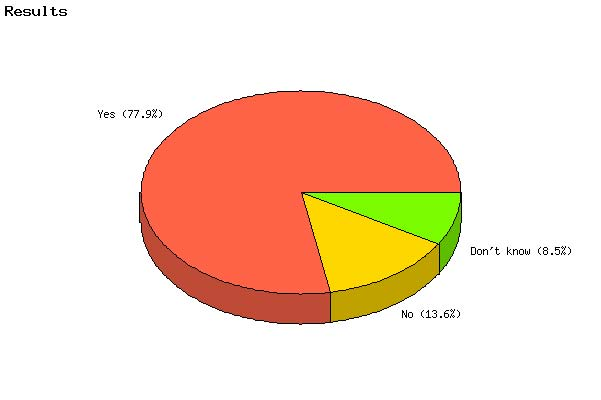 Results
Yes (77.9%)
Don't know (8.5%)
No (13.6%)